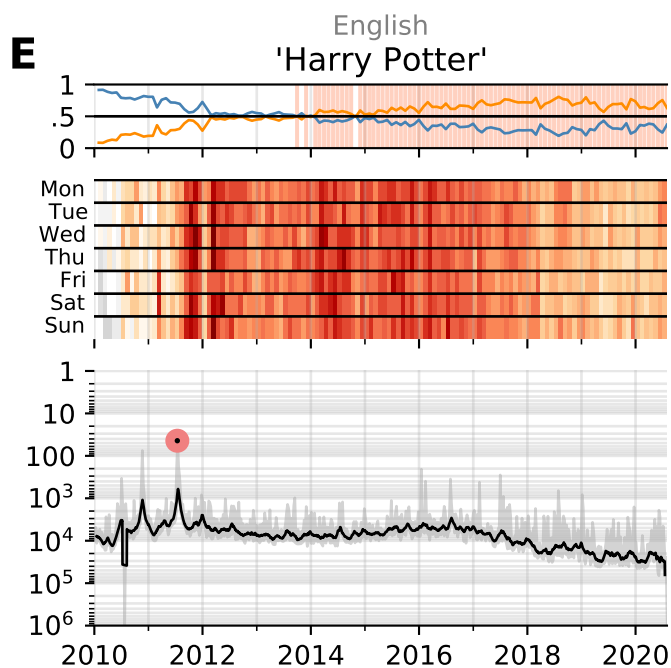 English
E
'Harry Potter'
1
.5
0
Mon
Tue
Wed
Thu
Fri
Sat
Sun
1
10
100
10³
10⁴
10⁵
10⁶
2010 2012 2014 2016 2018 2020